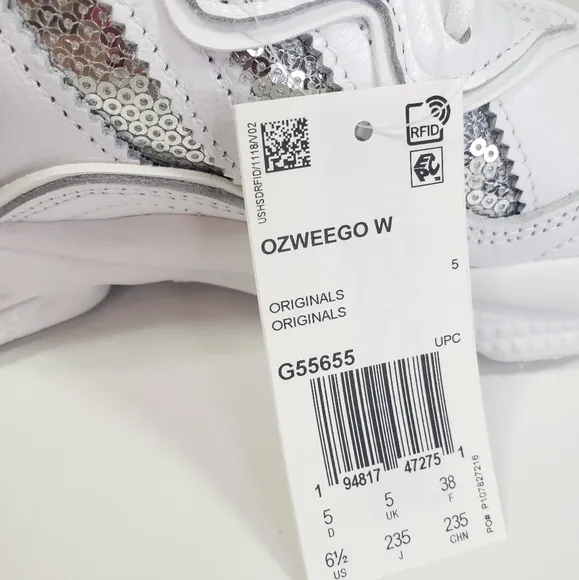 USHSDRFID/1118/V02
RFID
EPC
OZWEEGO W
5
ORIGINALS
ORIGINALS
G55655
UPC
1 94817 47275 1
5 5 38
D UK F
6½ 235 235
US J CHN
PO# P107827216